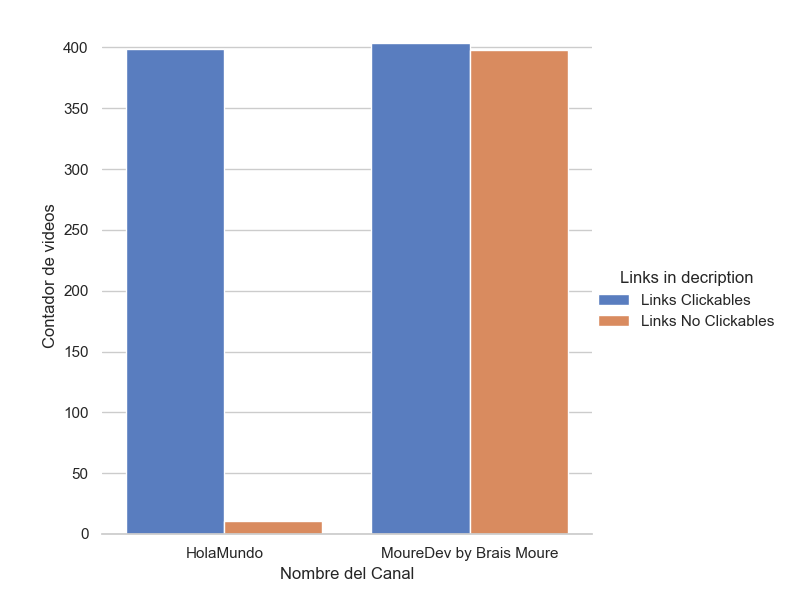 400
350
300
250
200
150
100
50
0
Contador de videos
HolaMundo
MoureDev by Brais Moure
Nombre del Canal
Links in decription
Links Clickables
Links No Clickables